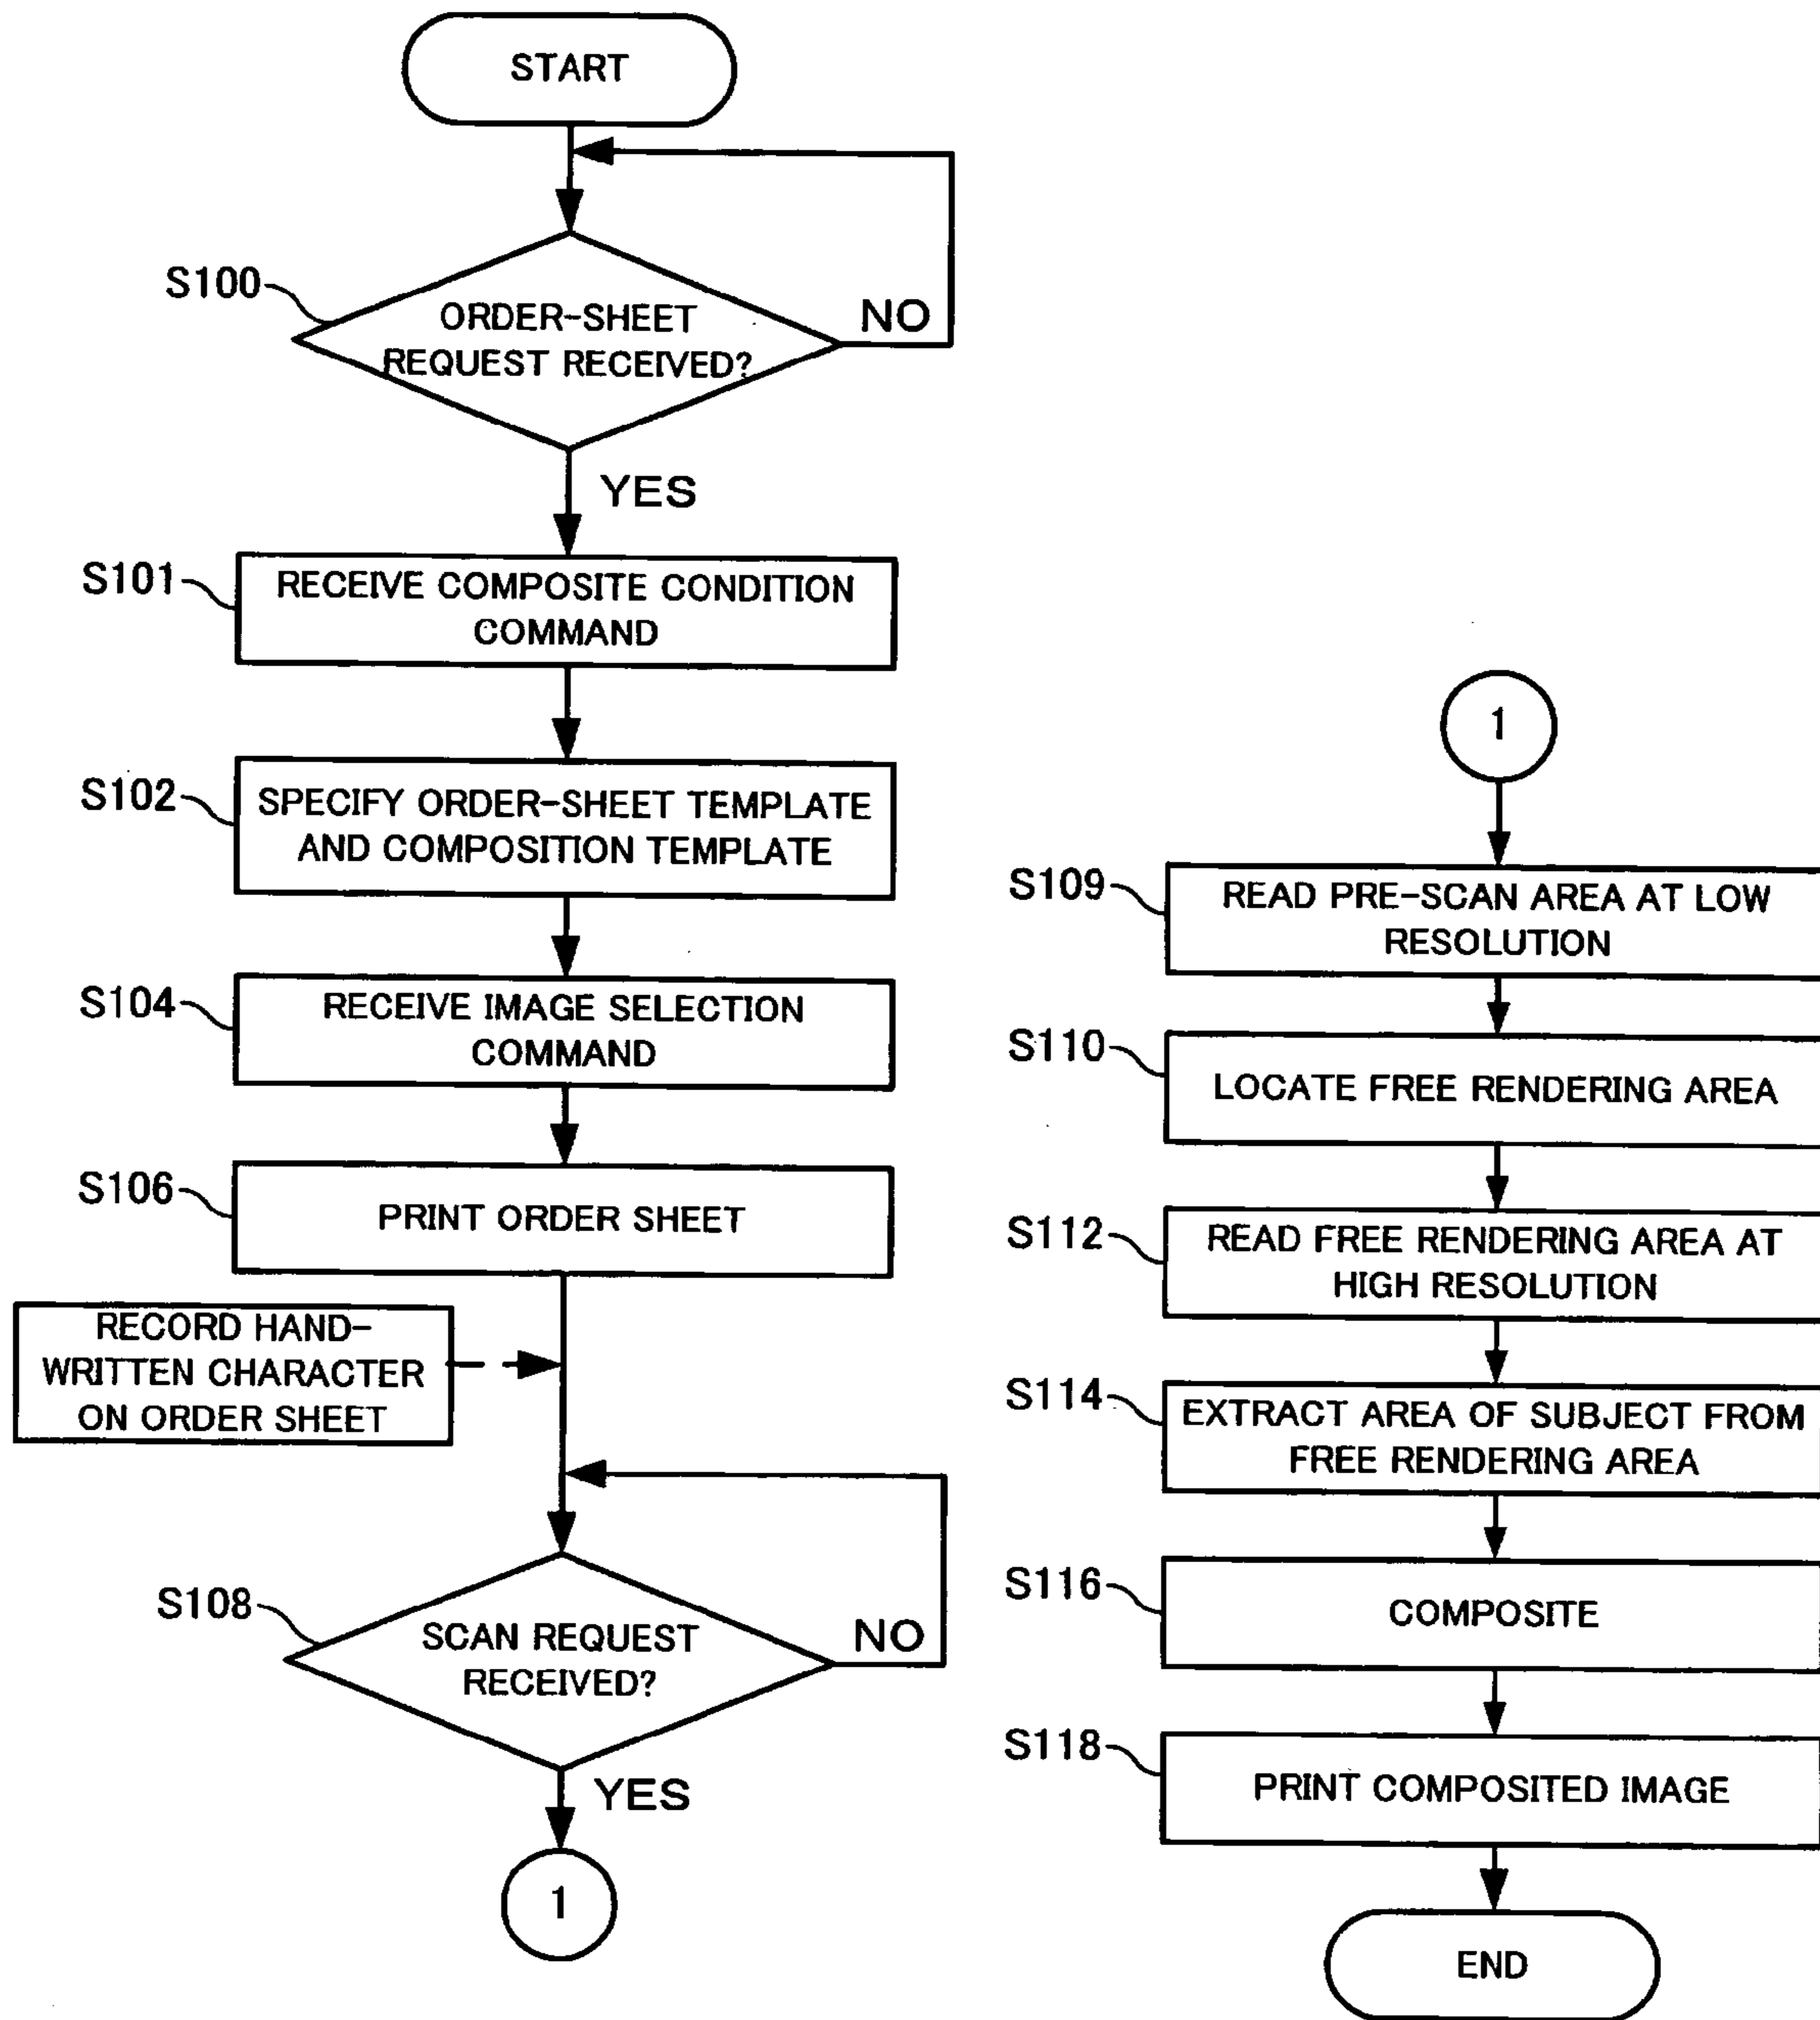 START
S100
ORDER-SHEET
REQUEST RECEIVED?
NO
YES
S101
RECEIVE COMPOSITE CONDITION
COMMAND
S102
SPECIFY ORDER-SHEET TEMPLATE
AND COMPOSITION TEMPLATE
S104
RECEIVE IMAGE SELECTION
COMMAND
S106
PRINT ORDER SHEET
RECORD HAND-
WRITTEN CHARACTER
ON ORDER SHEET
S108
SCAN REQUEST
RECEIVED?
NO
YES
1
1
S109
READ PRE-SCAN AREA AT LOW
RESOLUTION
S110
LOCATE FREE RENDERING AREA
S112
READ FREE RENDERING AREA AT
HIGH RESOLUTION
S114
EXTRACT AREA OF SUBJECT FROM
FREE RENDERING AREA
S116
COMPOSITE
S118
PRINT COMPOSITED IMAGE
END